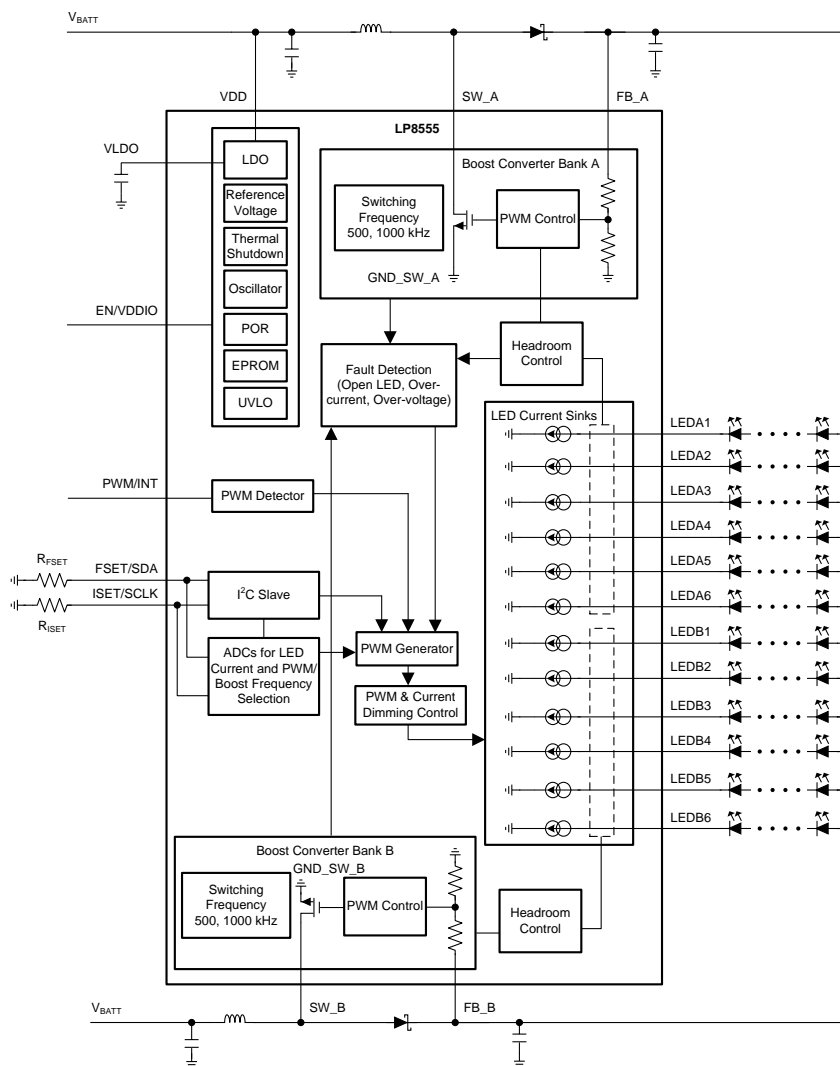 VBATT
VDD
SW_A
FB_A
LP8555
VLDO
LDO
Reference
Voltage
Thermal
Shutdown
Oscillator
POR
EPROM
UVLO
EN/VDDIO
Boost Converter Bank A
Switching
Frequency
500, 1000 kHz
PWM Control
GND_SW_A
Fault Detection
(Open LED, Over-
current, Over-voltage)
Headroom
Control
LED Current Sinks
LEDA1
LEDA2
LEDA3
LEDA4
LEDA5
LEDA6
LEDB1
LEDB2
LEDB3
LEDB4
LEDB5
LEDB6
PWM/INT
PWM Detector
RFSET
FSET/SDA
ISET/SCLK
RISET
I²C Slave
ADCs for LED
Current and PWM/
Boost Frequency
Selection
PWM Generator
PWM & Current
Dimming Control
Boost Converter Bank B
GND_SW_B
Switching
Frequency
500, 1000 kHz
PWM Control
Headroom
Control
VBATT
SW_B
FB_B